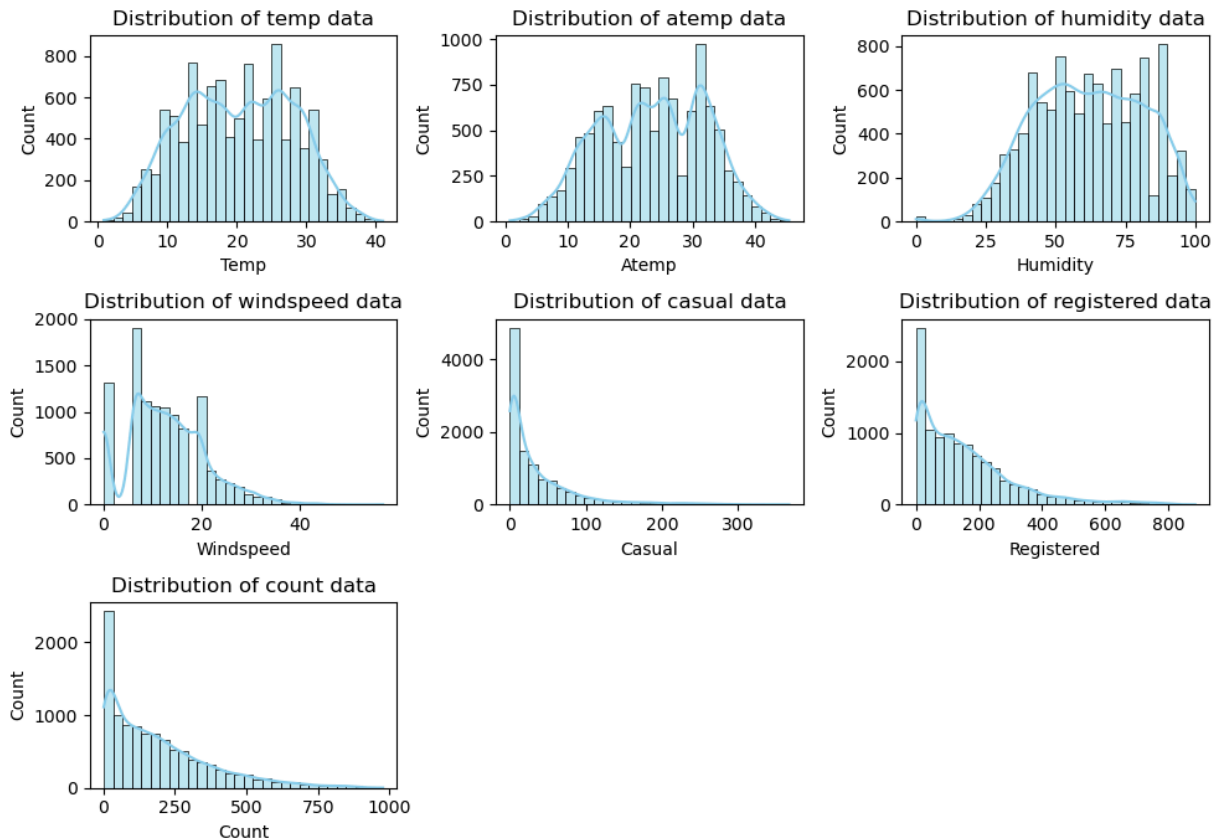 Distribution of temp data
Distribution of atemp data
Distribution of humidity data
800
600
400
200
0
Count
0 10 20 30 40
Temp
1000
750
500
250
0
Count
0 10 20 30 40
Atemp
800
600
400
200
0
Count
0 25 50 75 100
Humidity
Distribution of windspeed data
Distribution of casual data
Distribution of registered data
2000
1500
1000
500
0
Count
0 20 40
Windspeed
4000
2000
0
Count
0 100 200 300
Casual
2000
1000
0
Count
0 200 400 600 800
Registered
Distribution of count data
2000
1000
0
Count
0 250 500 750 1000
Count